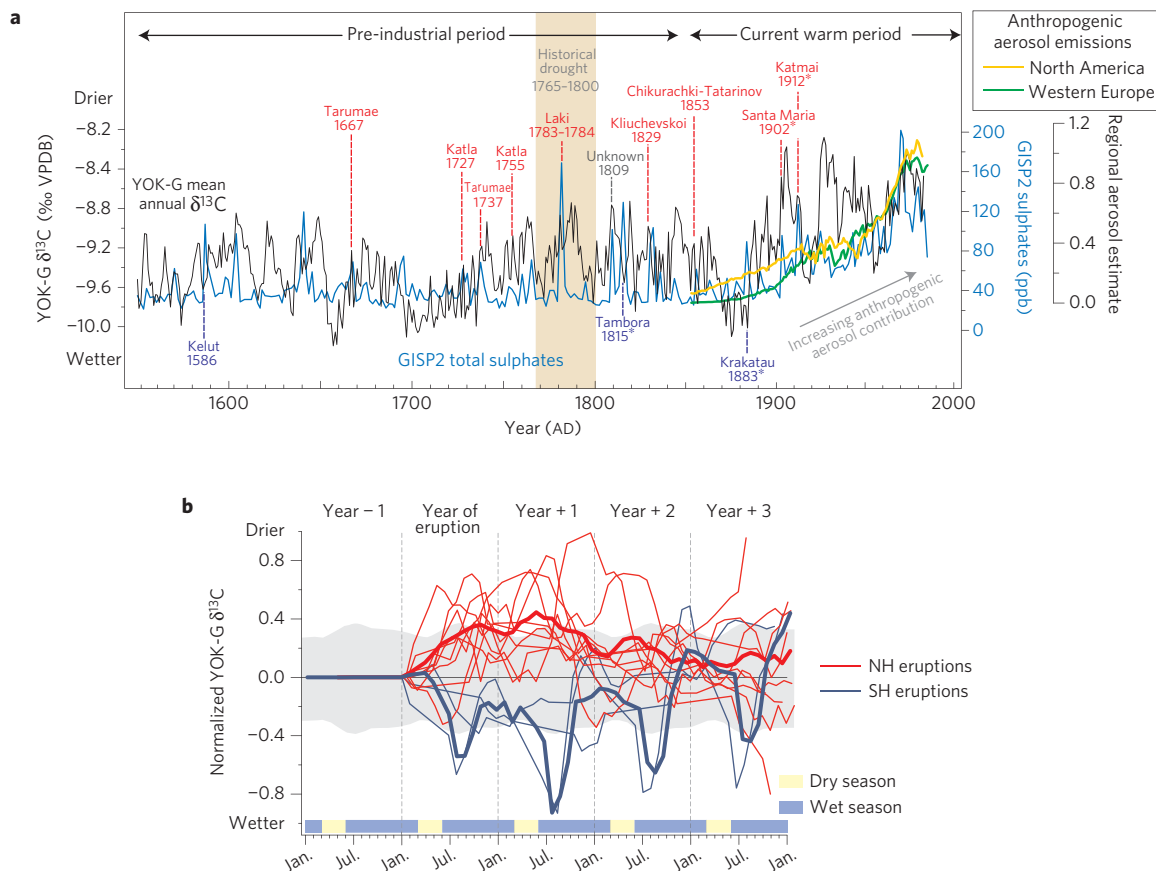 a
Pre-industrial period
Current warm period
Anthropogenic
aerosol emissions
North America
Western Europe
Historical
drought
1765–1800
Drier
−8.2
−8.4
−8.8
−9.2
−9.6
−10.0
Wetter
YOK-G δ13C (‰ VPDB)
YOK-G mean
annual δ13C
Tarumae
1667
Katla
1727
Tarumae
1737
Katla
1755
Laki
1783–1784
Unknown
1809
Kliuchevskoi
1829
Chikurachki-Tatarinov
1853
Santa Maria
1902*
Katmai
1912*
Kelut
1586
Tambora
1815*
Krakatau
1883*
GISP2 total sulphates
Increasing anthropogenic
aerosol contribution
200
160
120
80
40
0
GISP2 sulphates (ppb)
1.2
0.8
0.4
0.0
Regional aerosol estimate
1600
1700
1800
1900
2000
Year (AD)
b
Year − 1
Year of
eruption
Year + 1
Year + 2
Year + 3
Drier
0.8
0.4
0.0
−0.4
−0.8
Wetter
Normalized YOK-G δ13C
NH eruptions
SH eruptions
Dry season
Wet season
Jan.
Jul.
Jan.
Jul.
Jan.
Jul.
Jan.
Jul.
Jan.
Jul.
Jan.